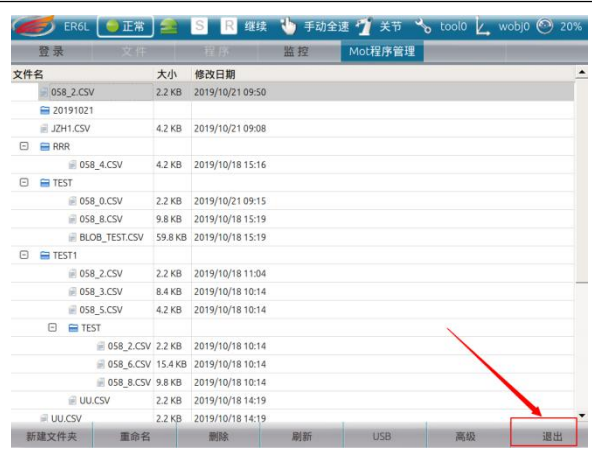 ER6L 正常 S R 继续 手动全速 关节 tool0 wobj0 20%
登录 文件 程序 监控 Mot程序管理
文件名 大小 修改日期
058_2.CSV 2.2 KB 2019/10/21 09:50
20191021
JZH1.CSV 4.2 KB 2019/10/21 09:08
RRR
058_4.CSV 4.2 KB 2019/10/18 15:16
TEST
058_0.CSV 2.2 KB 2019/10/21 09:15
058_8.CSV 9.8 KB 2019/10/18 15:19
BLOB_TEST.CSV 59.8 KB 2019/10/18 15:19
TEST1
058_2.CSV 2.2 KB 2019/10/18 11:04
058_3.CSV 8.4 KB 2019/10/18 10:14
058_5.CSV 4.2 KB 2019/10/18 10:14
TEST
058_2.CSV 2.2 KB 2019/10/18 10:14
058_6.CSV 15.4 KB 2019/10/18 10:14
058_8.CSV 9.8 KB 2019/10/18 10:14
UU.CSV 2.2 KB 2019/10/18 14:19
UU.CSV 2.2 KB 2019/10/18 14:19
新建文件夹 重命名 删除 刷新 USB 高级 退出